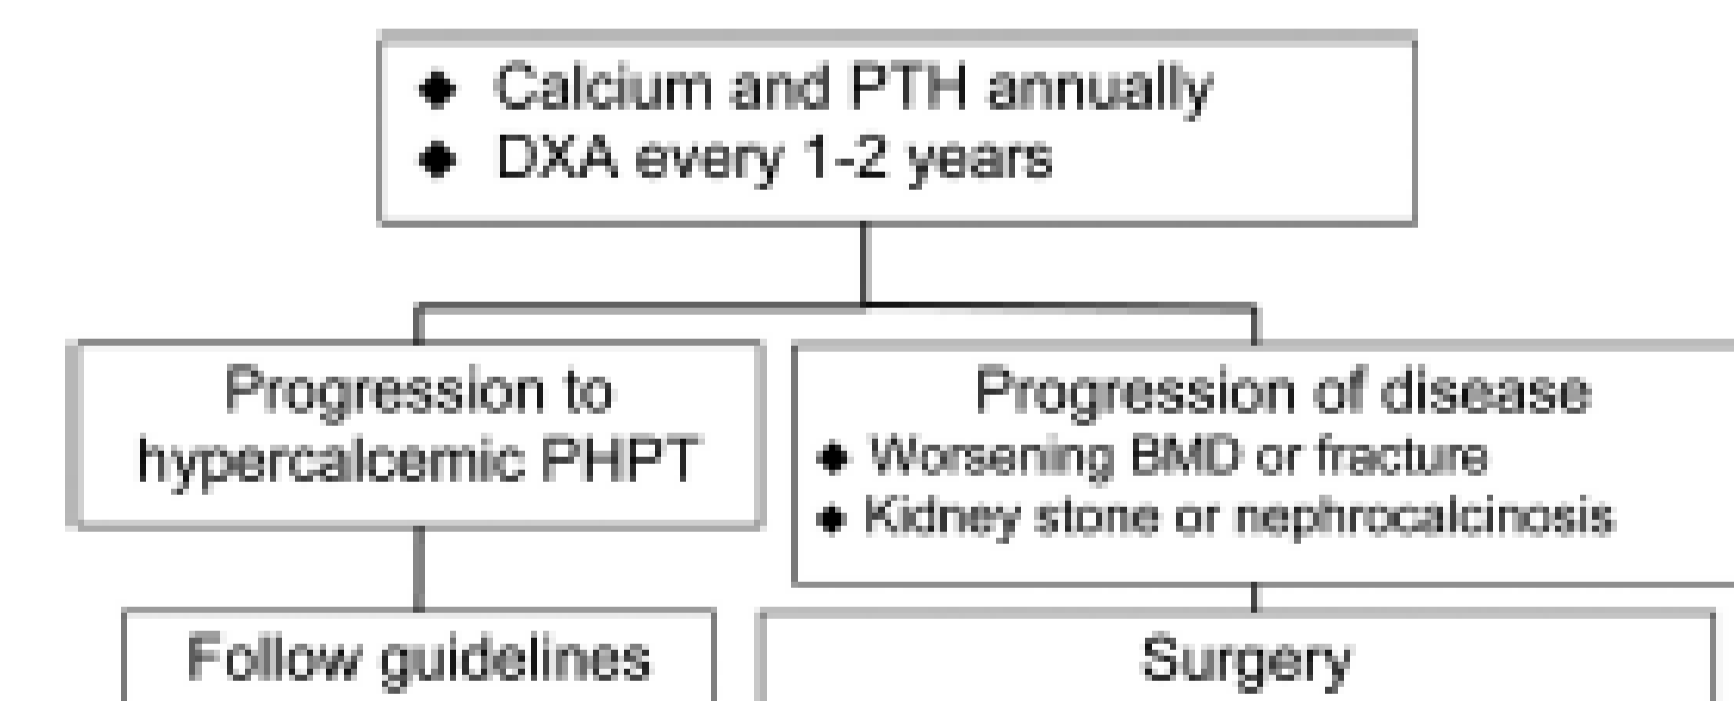 ◆ Calcium and PTH annually
◆ DXA every 1-2 years
Progression to
hypercalcemic PHPT
Progression of disease
◆ Worsening BMD or fracture
◆ Kidney stone or nephrocalcinosis
Follow guidelines
Surgery